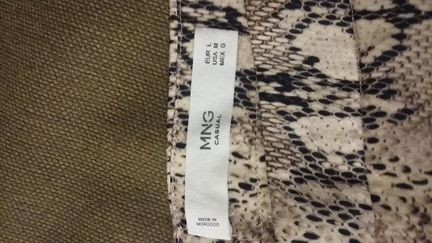 EUR L
USA M
MEX G
MNG
CASUAL
MADE IN
MOROCCO